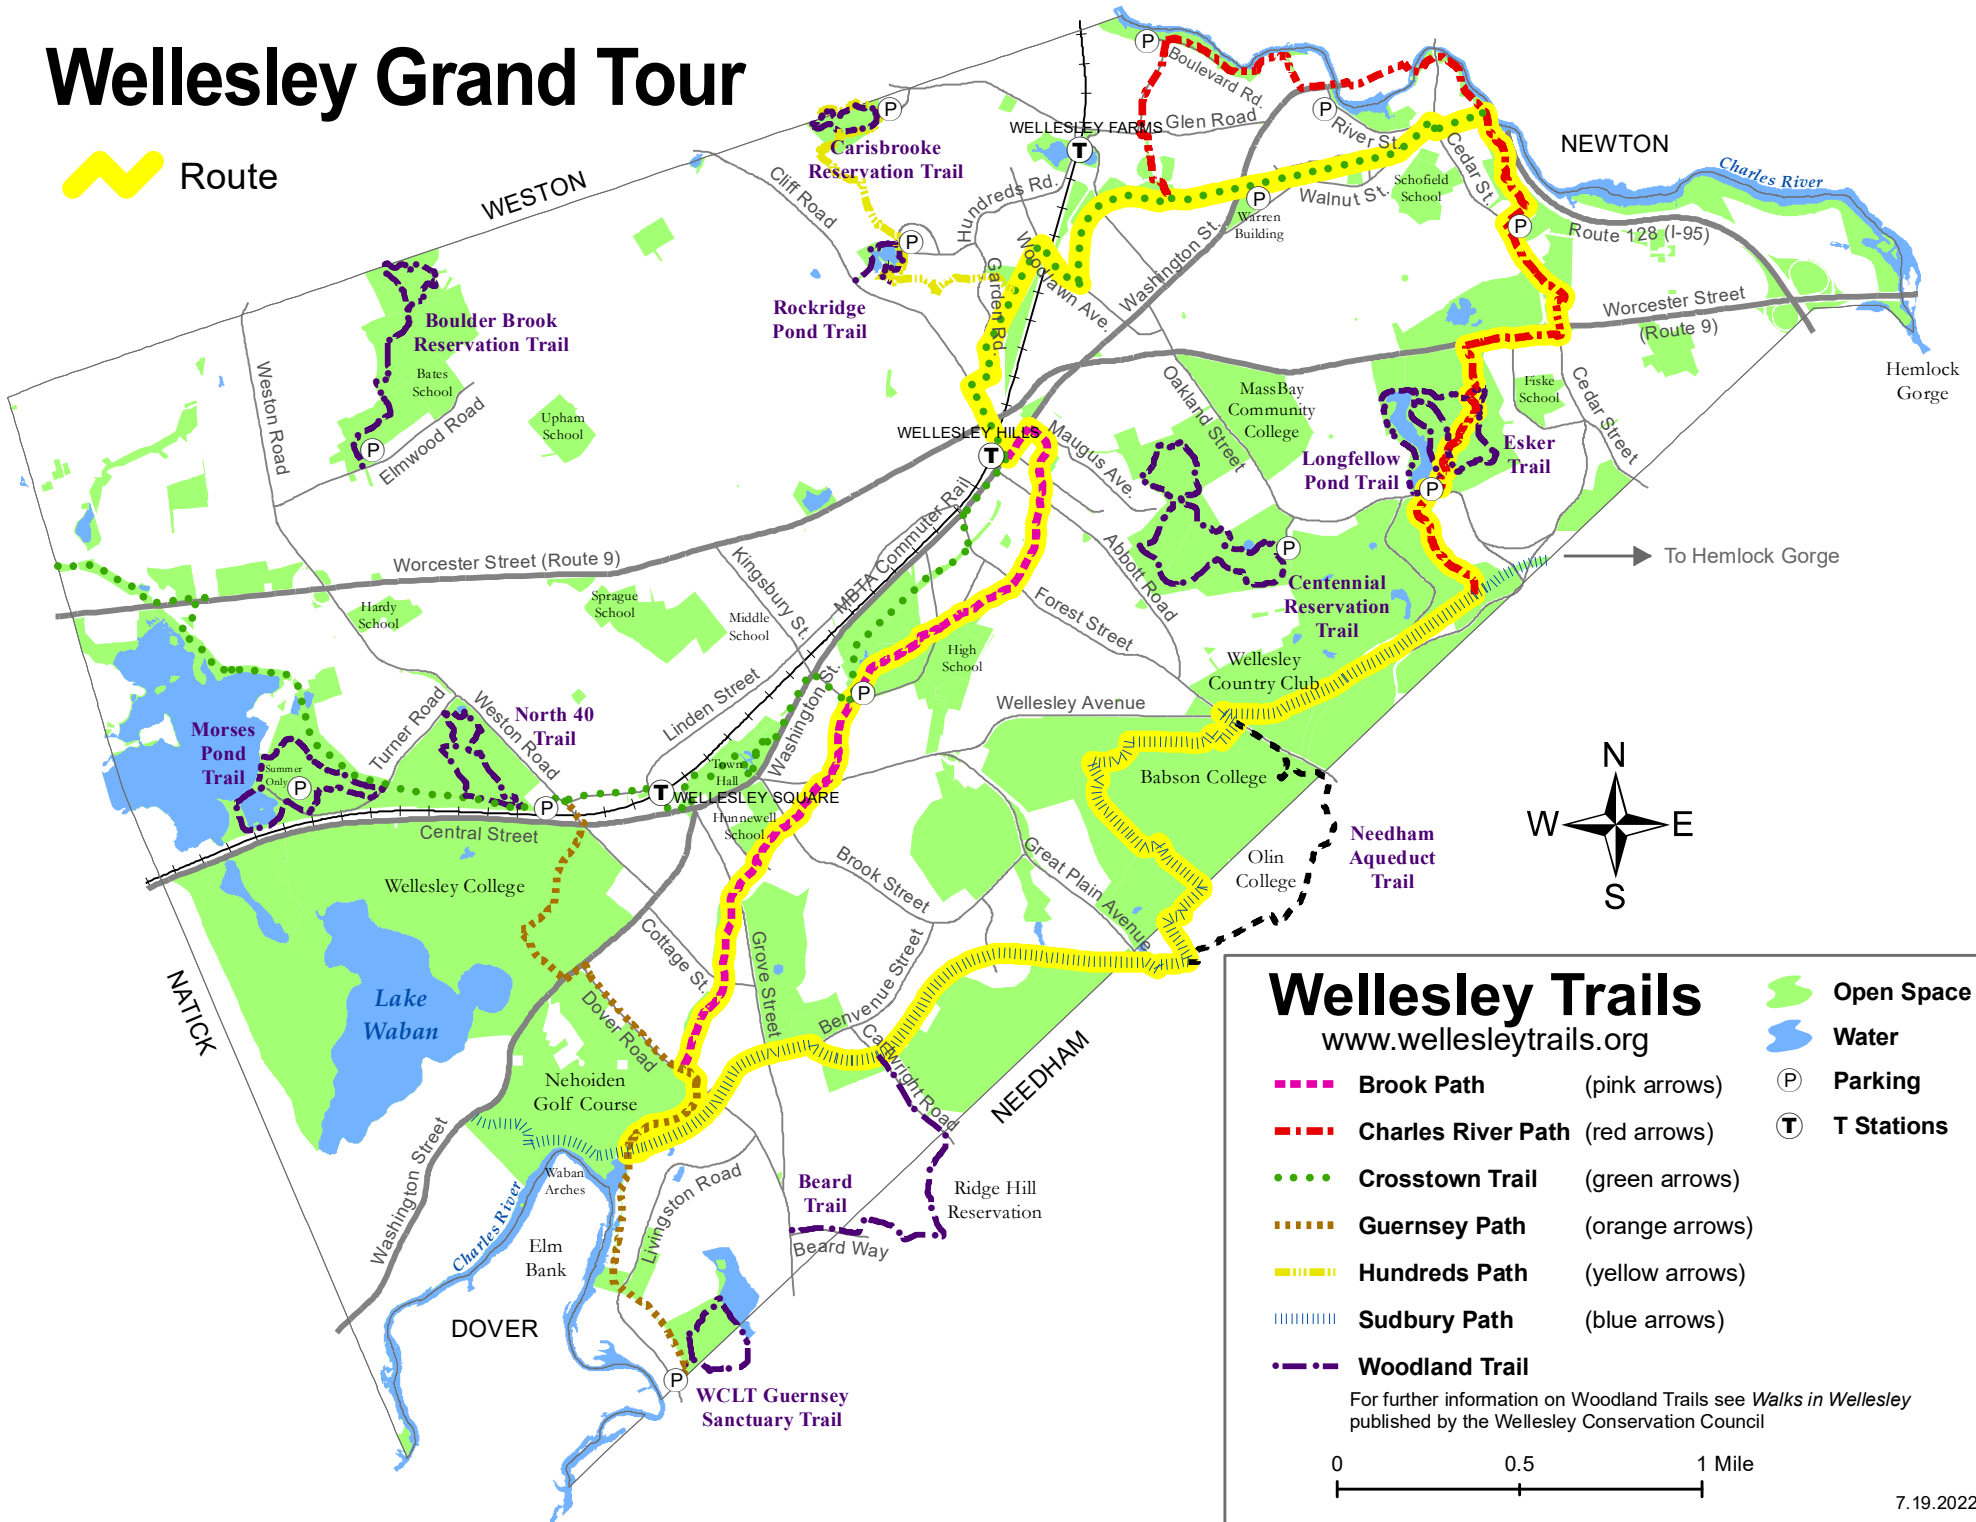 Wellesley Grand Tour
Route
WESTON
NEWTON
NATICK
DOVER
NEEDHAM
Boulevard Rd.
Glen Road
WELLESLEY FARMS
River St.
Cedar St.
Charles River
Carisbrooke
Reservation Trail
Cliff Road
Hundreds Rd.
Schofield
School
Walnut St.
Warren
Building
Route 128 (I-95)
Woodlawn Ave.
Washington St.
Garden Rd.
Rockridge
Pond Trail
Worcester Street
(Route 9)
Hemlock
Gorge
Boulder Brook
Reservation Trail
Bates
School
Weston Road
Elmwood Road
Upham
School
Fiske
School
Cedar Street
MassBay
Community
College
Oakland Street
WELLESLEY HILLS
Maugus Ave.
Longfellow
Pond Trail
Esker
Trail
MBTA Commuter Rail
Abbott Road
To Hemlock Gorge
Worcester Street (Route 9)
Kingsbury St.
Centennial
Reservation
Trail
Hardy
School
Sprague
School
Middle
School
Forest Street
High
School
Wellesley
Country Club
Linden Street
Washington St.
Wellesley Avenue
Morses
Pond
Trail
Summer
Only
Turner Road
Weston Road
North 40
Trail
Town
Hall
WELLESLEY SQUARE
Hunnewell
School
Babson College
Central Street
Needham
Aqueduct
Trail
Olin
College
Brook Street
Great Plain Avenue
Wellesley College
Cottage St.
Grove Street
Benvenue Street
Lake
Waban
Dover Road
Cartwright Road
Nehoiden
Golf Course
Washington Street
Waban
Arches
Charles River
Elm
Bank
Livingston Road
Beard
Trail
Beard Way
Ridge Hill
Reservation
WCLT Guernsey
Sanctuary Trail
N
W
E
S
P
P
P
P
P
P
P
P
P
P
P
P
P
T
T
T
Wellesley Trails
www.wellesleytrails.org
Brook Path (pink arrows)
Charles River Path (red arrows)
Crosstown Trail (green arrows)
Guernsey Path (orange arrows)
Hundreds Path (yellow arrows)
Sudbury Path (blue arrows)
Woodland Trail
Open Space
Water
P Parking
T T Stations
For further information on Woodland Trails see Walks in Wellesley
published by the Wellesley Conservation Council
0 0.5 1 Mile
7.19.2022